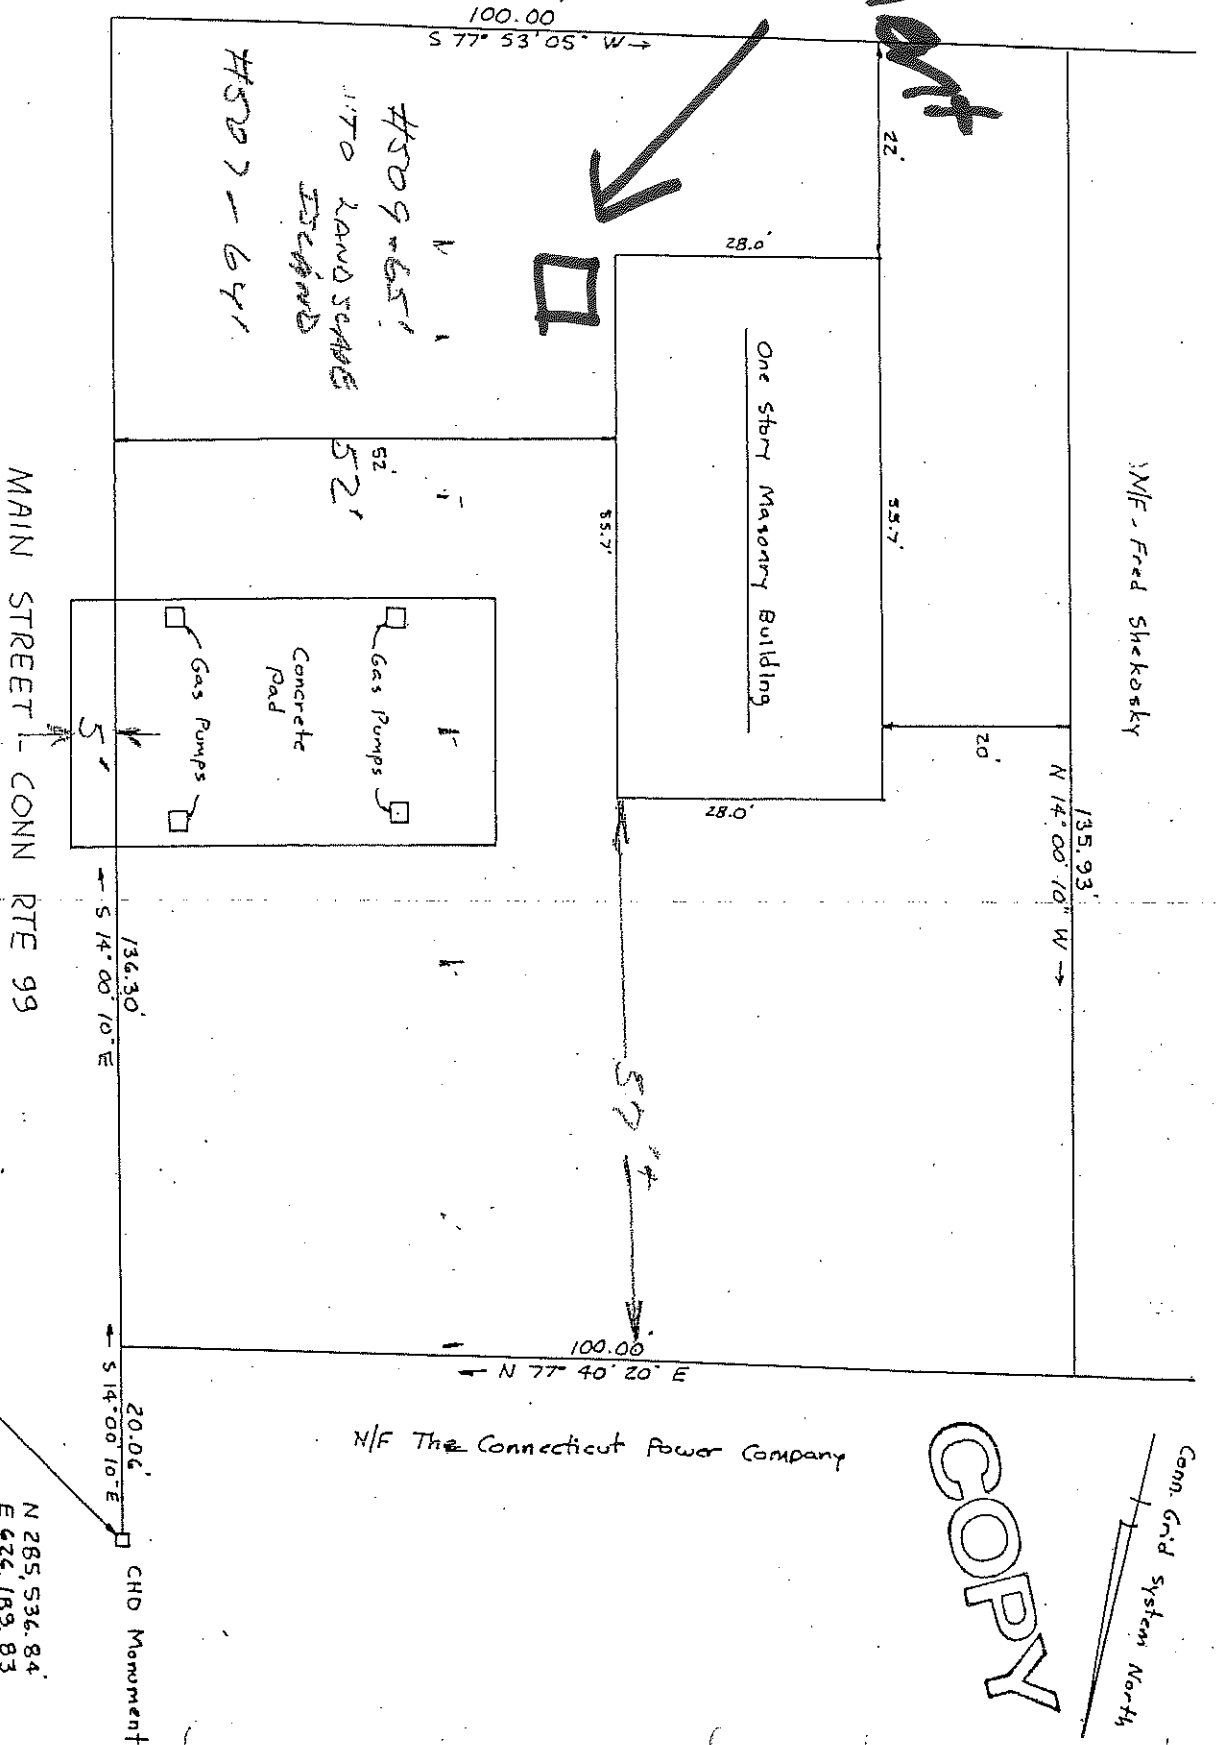 100.00
S 77° 53' 05" W →
22'
#509-65'
TO LANDSCAPE
ISLAND
#507-64'
28.0'
One Story Masonry Building
55.7'
55.7'
28.0'
52'
52'
20'
N/F - Fred Shekosky
135.93'
N 14° 00' 10" W →
Gas Pumps
Concrete
Pad
Gas Pumps
5'
MAIN STREET - CONN RTE 99
136.30'
← S 14° 00' 10" E
57'±
100.00'
← N 77° 40' 20" E
N/F The Connecticut Power Company
20.06'
← S 14° 00' 10" E
CHD Monument
N 285,536.84'
E 626,189.83
Conn. Grid System North
COPY